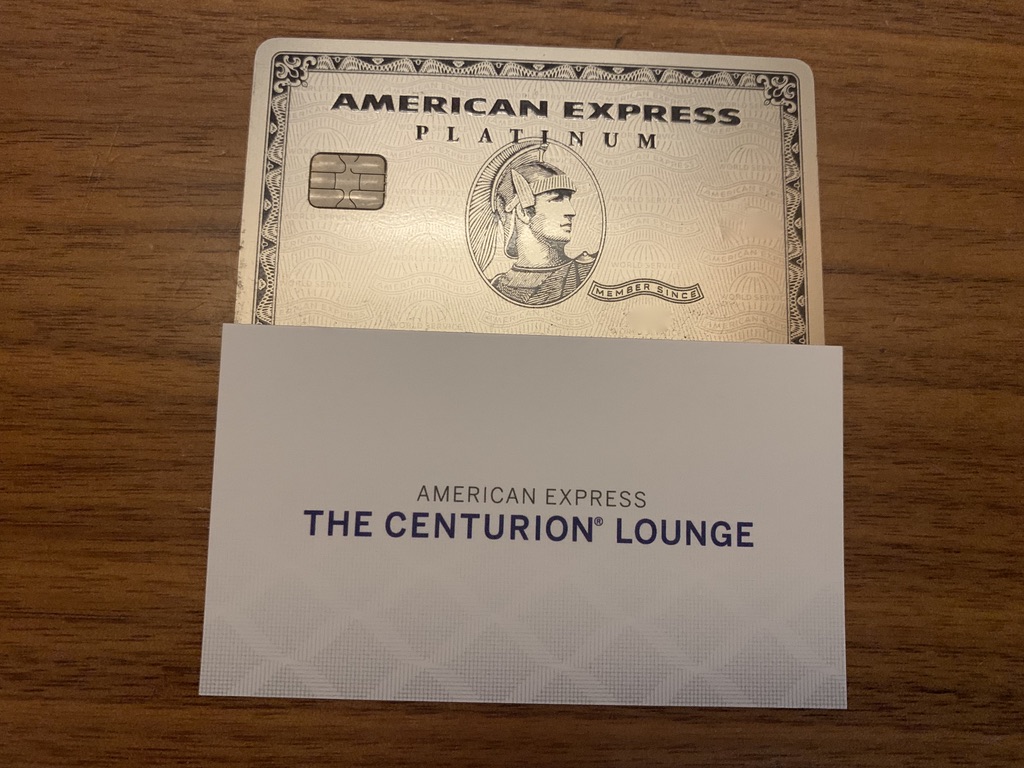 AMERICAN EXPRESS
PLATINUM
MEMBER SINCE
AMERICAN EXPRESS
THE CENTURION® LOUNGE